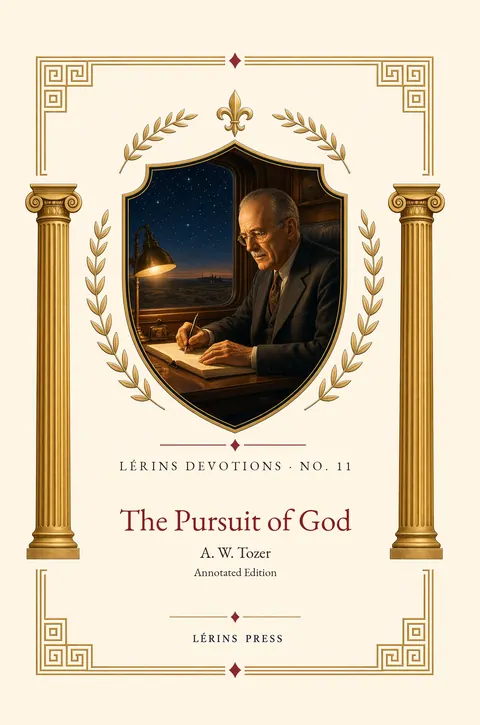 LÉRINS DEVOTIONS · NO. 11
The Pursuit of God
A. W. Tozer
Annotated Edition
LÉRINS PRESS